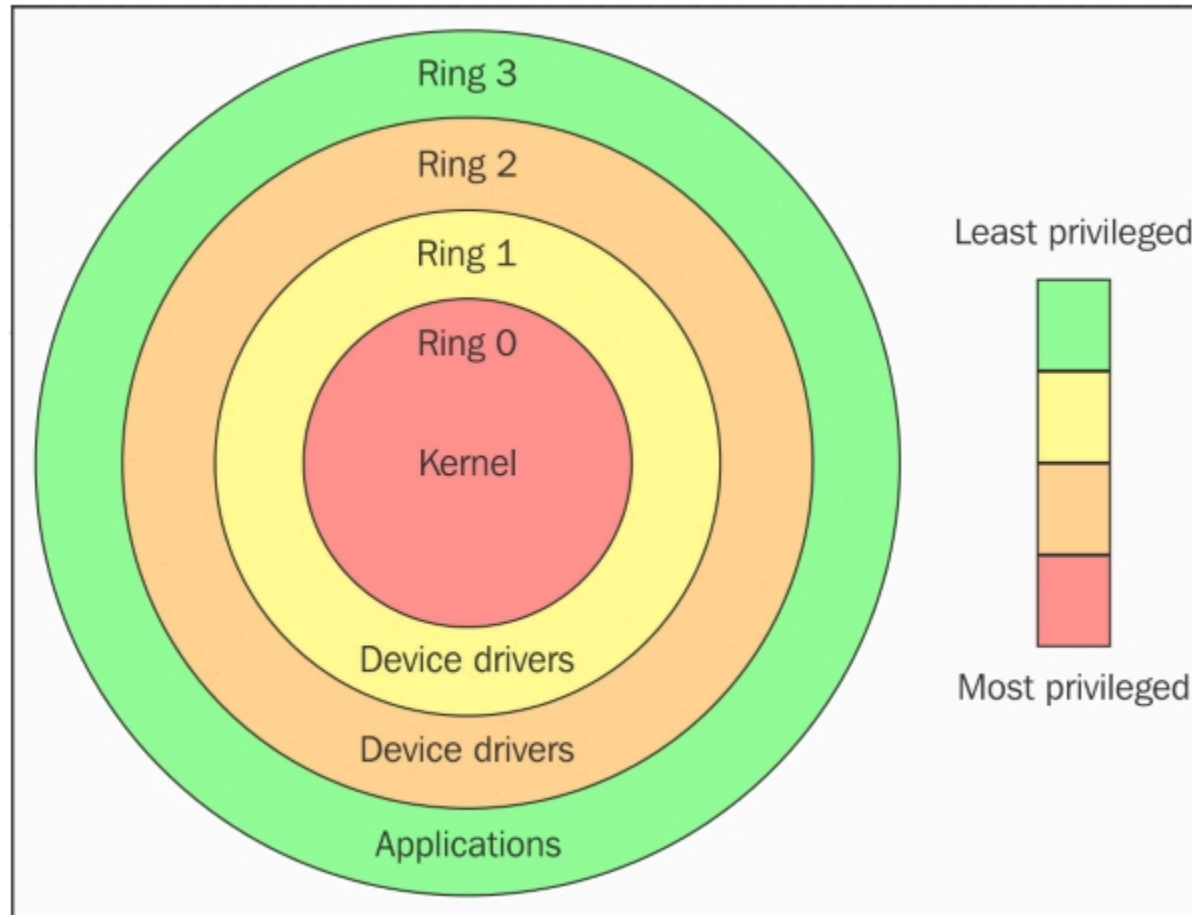 Ring 3
Ring 2
Ring 1
Ring 0
Kernel
Device drivers
Device drivers
Applications
Least privileged
Most privileged